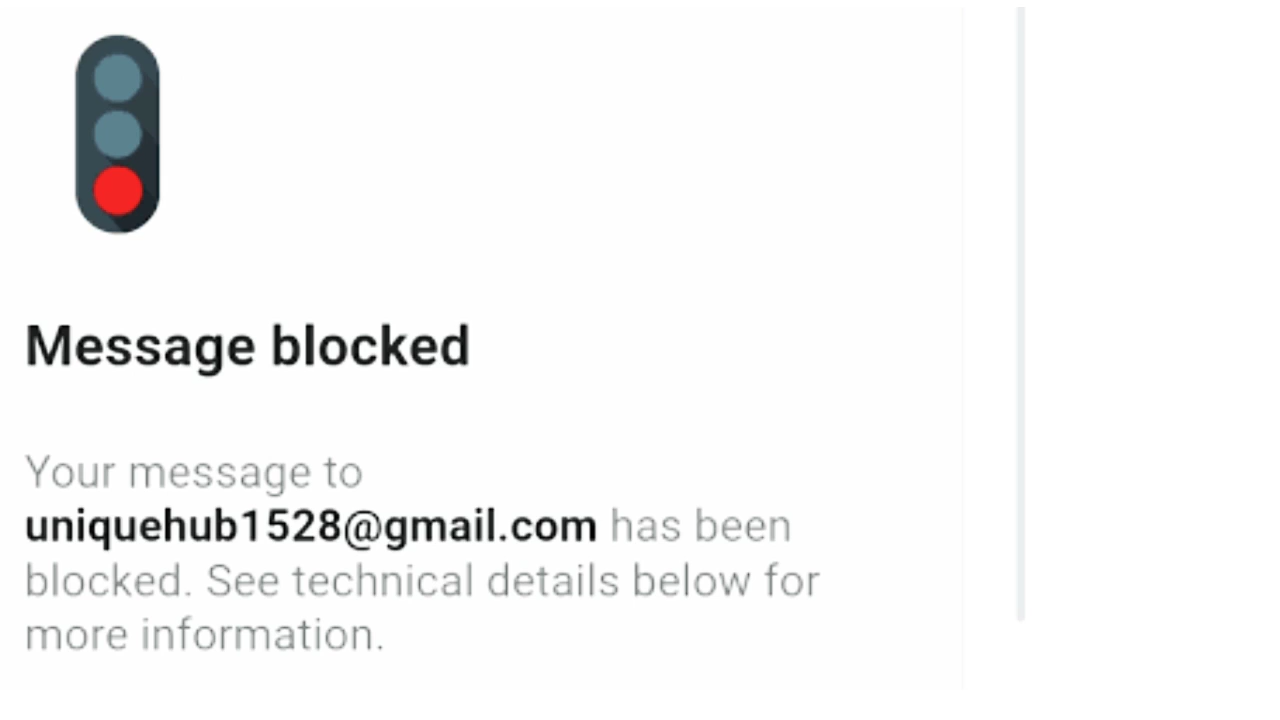 Message blocked
Your message to
uniquehub1528@gmail.com has been
blocked. See technical details below for
more information.